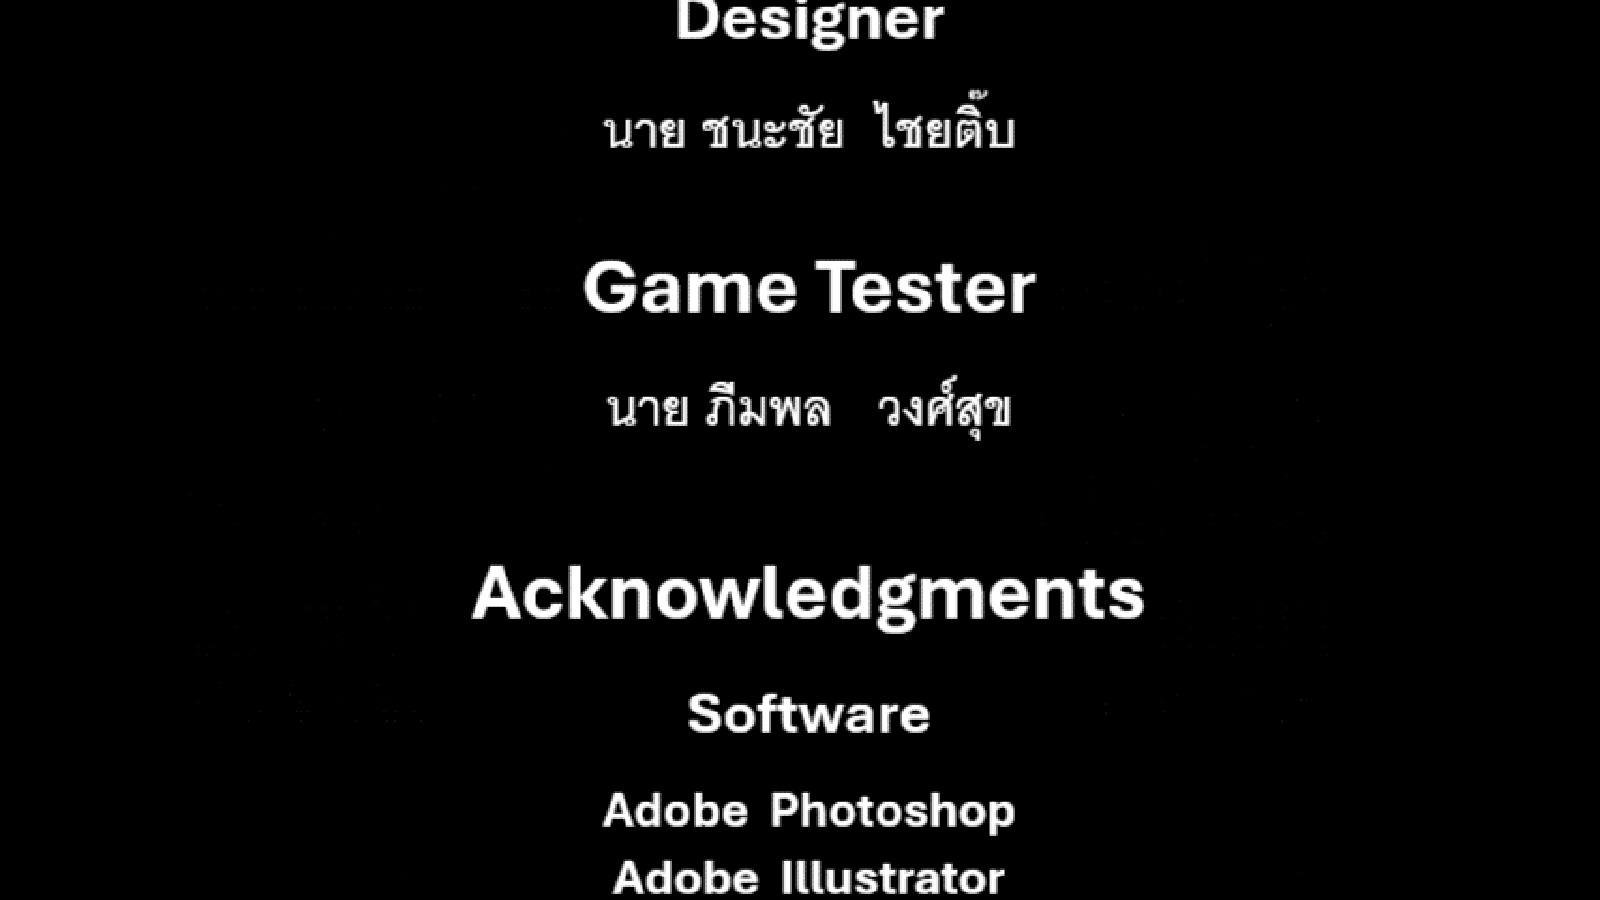 Designer
นาย ชนะชัย ไชยติ๊บ
Game Tester
นาย ภีมพล วงศ์สุข
Acknowledgments
Software
Adobe Photoshop
Adobe Illustrator